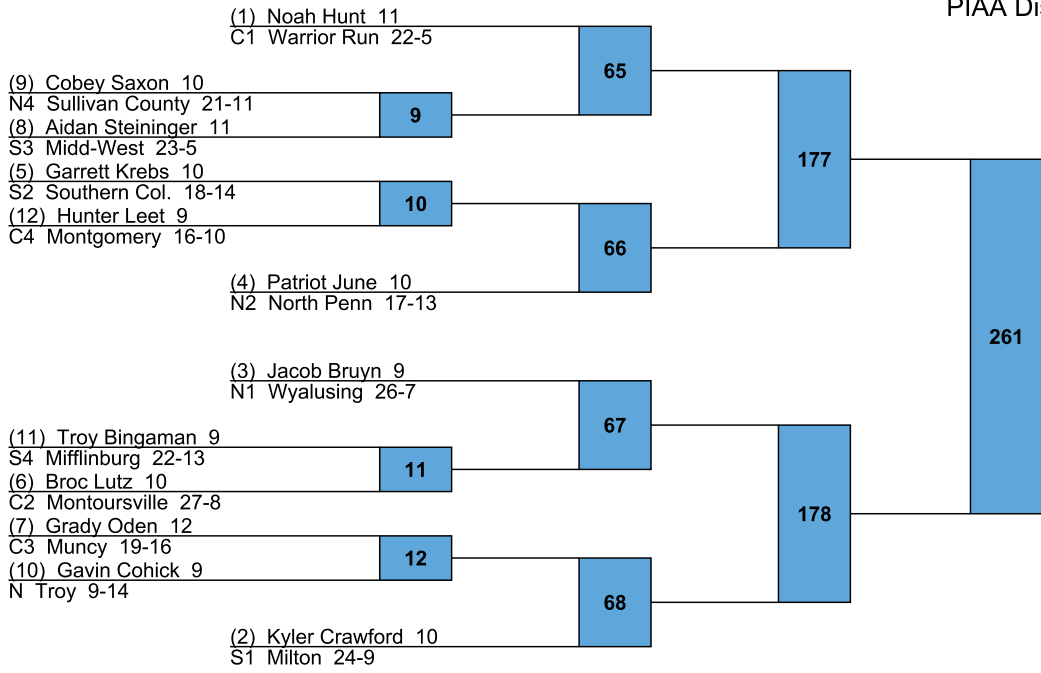 PIAA
(1) Noah Hunt 11
C1 Warrior Run 22-5
65
(9) Cobey Saxon 10
N4 Sullivan County 21-11
9
(8) Aidan Steininger 11
S3 Midd-West 23-5
177
(5) Garrett Krebs 10
S2 Southern Col. 18-14
10
(12) Hunter Leet 9
C4 Montgomery 16-10
66
(4) Patriot June 10
N2 North Penn 17-13
261
(3) Jacob Bruyn 9
N1 Wyalusing 26-7
67
(11) Troy Bingaman 9
S4 Mifflinburg 22-13
11
(6) Broc Lutz 10
C2 Montoursville 27-8
178
(7) Grady Oden 12
C3 Muncy 19-16
12
(10) Gavin Cohick 9
N Troy 9-14
68
(2) Kyler Crawford 10
S1 Milton 24-9